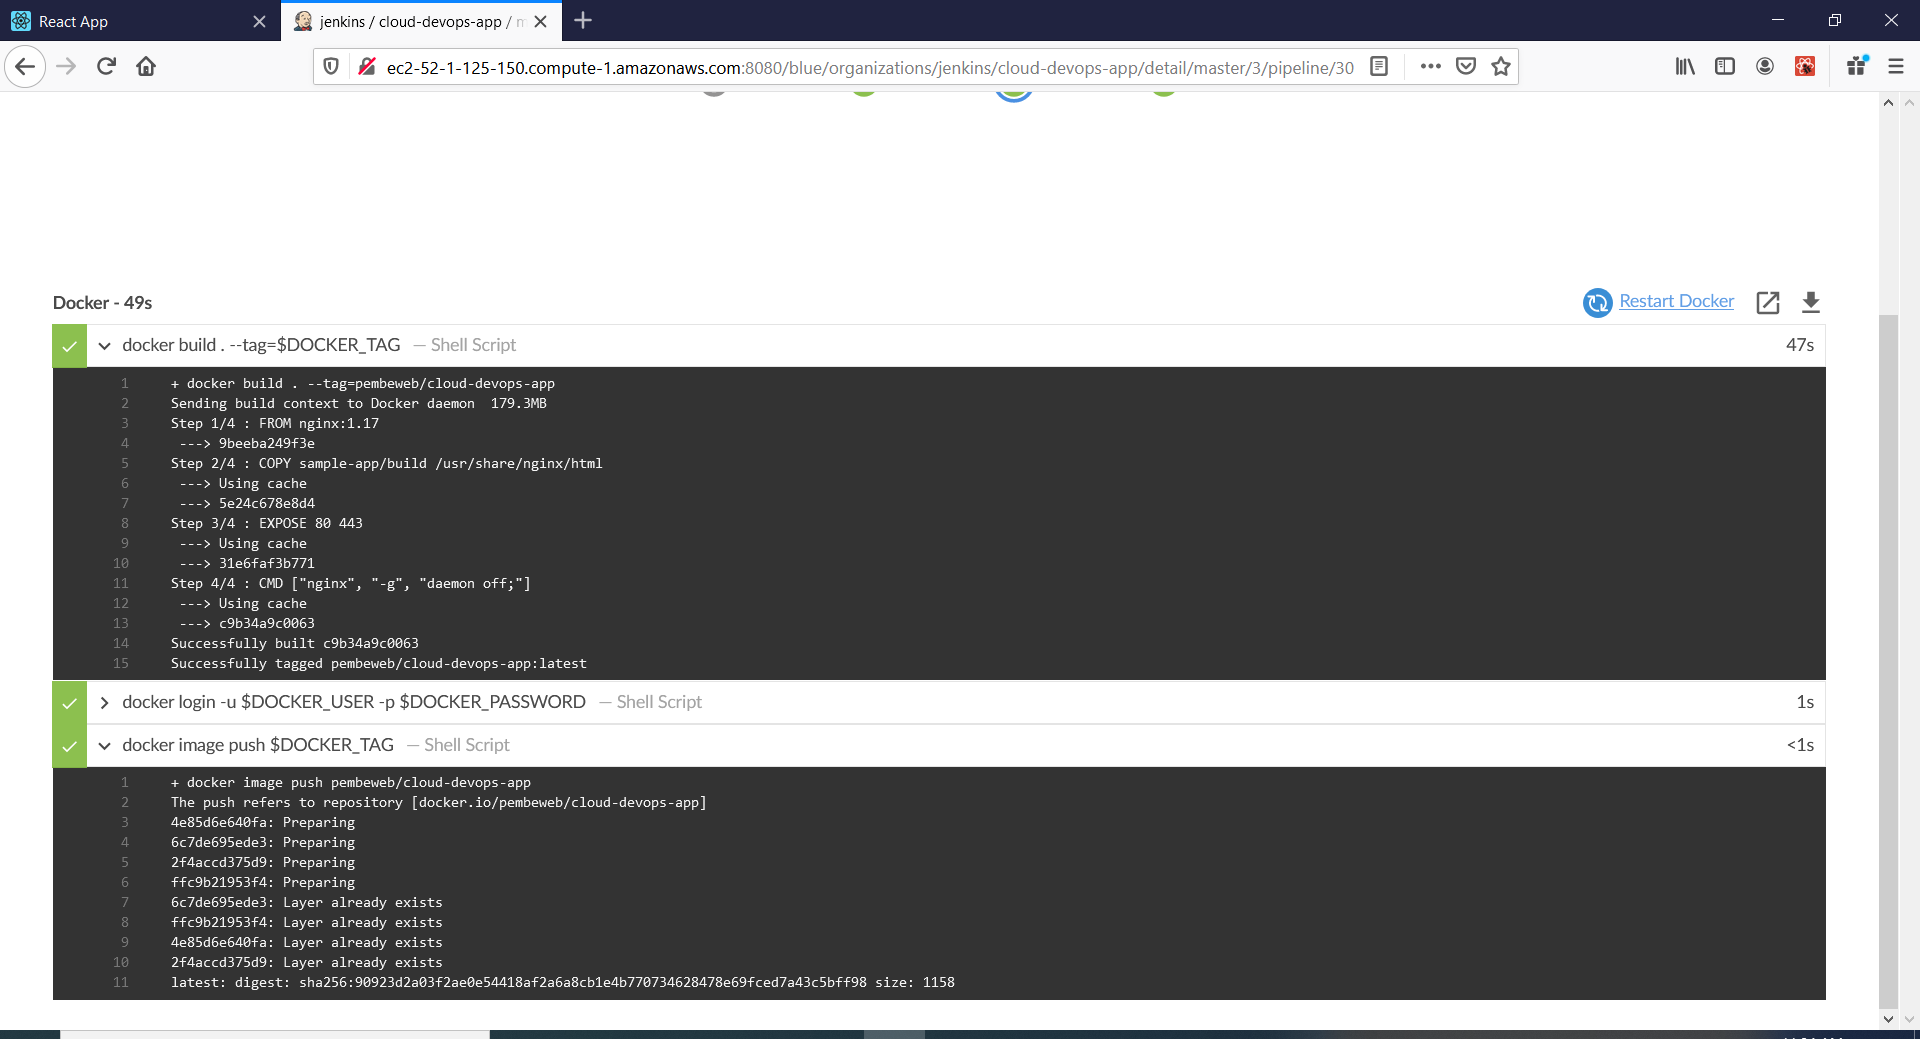 React App
jenkins / cloud-devops-app / m
ec2-52-1-125-150.compute-1.amazonaws.com:8080/blue/organizations/jenkins/cloud-devops-app/detail/master/3/pipeline/30
Docker - 49s
Restart Docker
docker build . --tag=$DOCKER_TAG — Shell Script
47s
1 + docker build . --tag=pembeweb/cloud-devops-app
2 Sending build context to Docker daemon  179.3MB
3 Step 1/4 : FROM nginx:1.17
4 ---> 9beeba249f3e
5 Step 2/4 : COPY sample-app/build /usr/share/nginx/html
6 ---> Using cache
7 ---> 5e24c678e8d4
8 Step 3/4 : EXPOSE 80 443
9 ---> Using cache
10 ---> 31e6faf3b771
11 Step 4/4 : CMD ["nginx", "-g", "daemon off;"]
12 ---> Using cache
13 ---> c9b34a9c0063
14 Successfully built c9b34a9c0063
15 Successfully tagged pembeweb/cloud-devops-app:latest
docker login -u $DOCKER_USER -p $DOCKER_PASSWORD — Shell Script
1s
docker image push $DOCKER_TAG — Shell Script
<1s
1 + docker image push pembeweb/cloud-devops-app
2 The push refers to repository [docker.io/pembeweb/cloud-devops-app]
3 4e85d6e640fa: Preparing
4 6c7de695ede3: Preparing
5 2f4accd375d9: Preparing
6 ffc9b21953f4: Preparing
7 6c7de695ede3: Layer already exists
8 ffc9b21953f4: Layer already exists
9 4e85d6e640fa: Layer already exists
10 2f4accd375d9: Layer already exists
11 latest: digest: sha256:90923d2a03f2ae0e54418af2a6a8cb1e4b770734628478e69fced7a43c5bff98 size: 1158